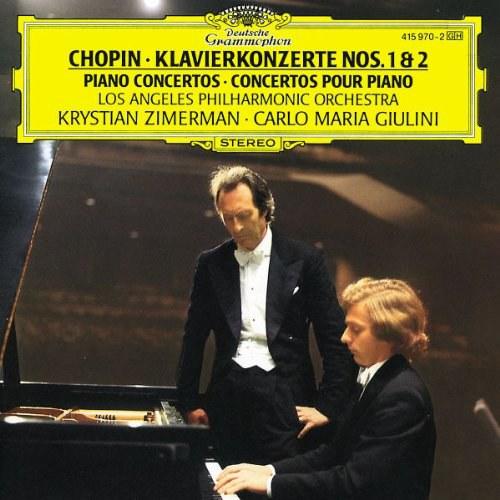 Deutsche
Grammophon
415 970-2 GH
CHOPIN · KLAVIERKONZERTE NOS. 1 & 2
PIANO CONCERTOS · CONCERTOS POUR PIANO
LOS ANGELES PHILHARMONIC ORCHESTRA
KRYSTIAN ZIMERMAN · CARLO MARIA GIULINI
STEREO